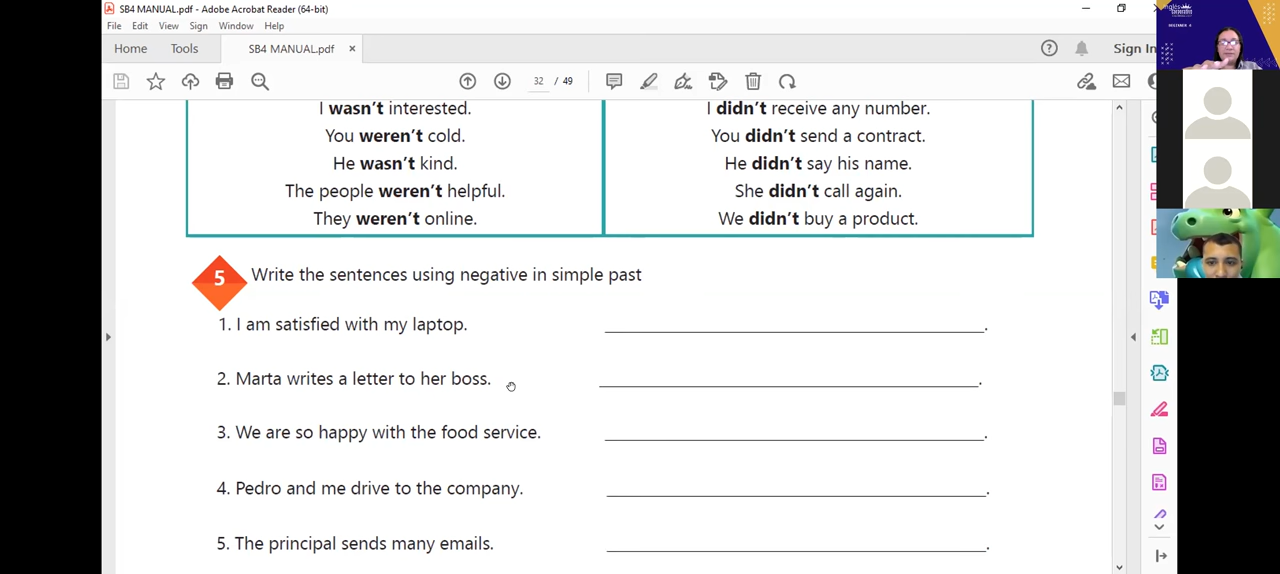 SB4 MANUAL.pdf - Adobe Acrobat Reader (64-bit)
File Edit View Sign Window Help
Home Tools SB4 MANUAL.pdf × Sign In
32 / 49
I wasn't interested.
You weren't cold.
He wasn't kind.
The people weren't helpful.
They weren't online.
I didn't receive any number.
You didn't send a contract.
He didn't say his name.
She didn't call again.
We didn't buy a product.
5 Write the sentences using negative in simple past
1. I am satisfied with my laptop. ______.
2. Marta writes a letter to her boss. ______.
3. We are so happy with the food service. ______.
4. Pedro and me drive to the company. ______.
5. The principal sends many emails. ______.